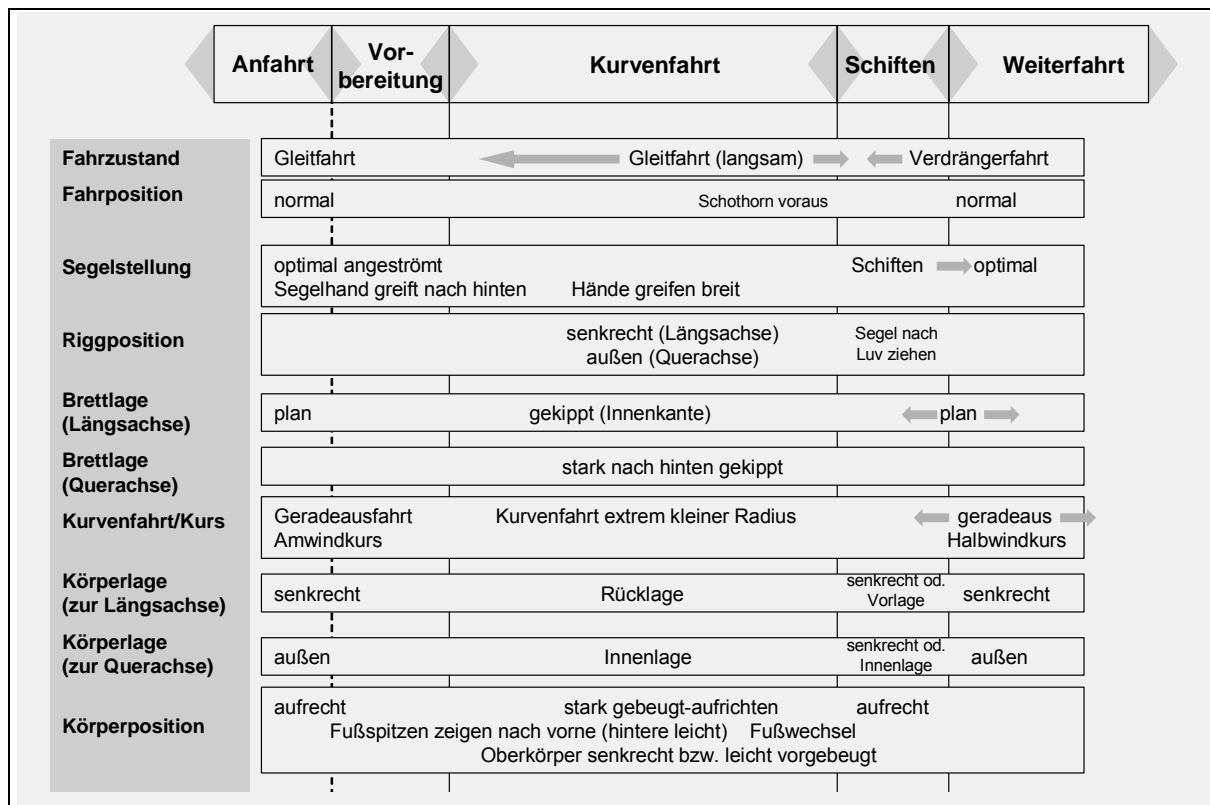 Anfahrt
Vor-
bereitung
Kurvenfahrt
Schiften
Weiterfahrt
Fahrzustand
Gleitfahrt
Gleitfahrt (langsam)
Verdrängerfahrt
Fahrposition
normal
Schothorn voraus
normal
Segelstellung
optimal angeströmt
Schiften
optimal
Segelhand greift nach hinten
Hände greifen breit
Riggposition
senkrecht (Längsachse)
außen (Querachse)
Segel nach
Luv ziehen
Brettlage
(Längsachse)
plan
gekippt (Innenkante)
plan
Brettlage
(Querachse)
stark nach hinten gekippt
Kurvenfahrt/Kurs
Geradeausfahrt
Amwindkurs
Kurvenfahrt extrem kleiner Radius
geradeaus
Halbwindkurs
Körperlage
(zur Längsachse)
senkrecht
Rücklage
senkrecht od.
Vorlage
senkrecht
Körperlage
(zur Querachse)
außen
Innenlage
senkrecht od.
Innenlage
außen
Körperposition
aufrecht
stark gebeugt-aufrichten
aufrecht
Fußspitzen zeigen nach vorne (hintere leicht)
Fußwechsel
Oberkörper senkrecht bzw. leicht vorgebeugt